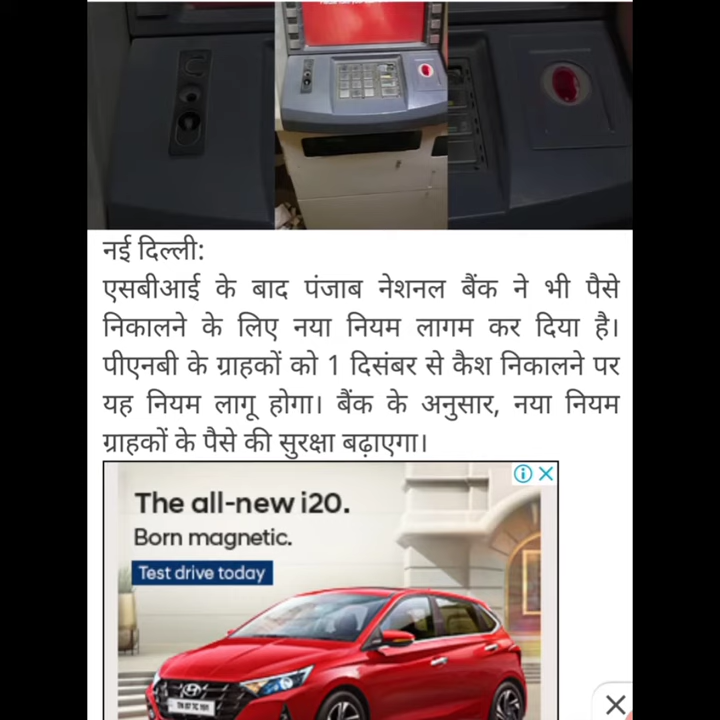 नई दिल्ली:
एसबीआई के बाद पंजाब नेशनल बैंक ने भी पैसे
निकालने के लिए नया नियम लागम कर दिया है।
पीएनबी के ग्राहकों को 1 दिसंबर से कैश निकालने पर
यह नियम लागू होगा। बैंक के अनुसार, नया नियम
ग्राहकों के पैसे की सुरक्षा बढ़ाएगा।
The all-new i20.
Born magnetic.
Test drive today